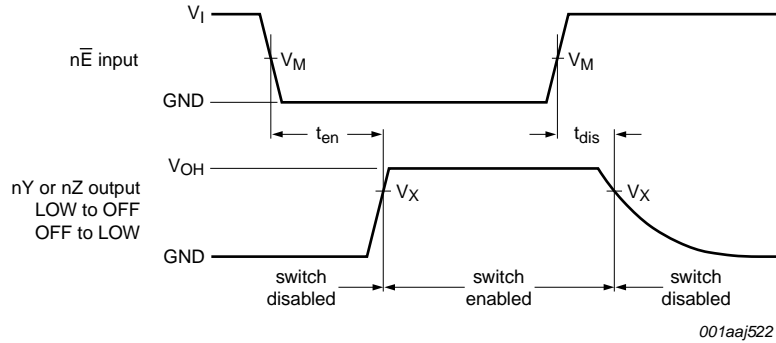 V_I
nE̅ input
V_M
V_M
GND
t_en
t_dis
V_OH
nY or nZ output
LOW to OFF
OFF to LOW
V_X
V_X
GND
switch disabled
switch enabled
switch disabled
001aaj522